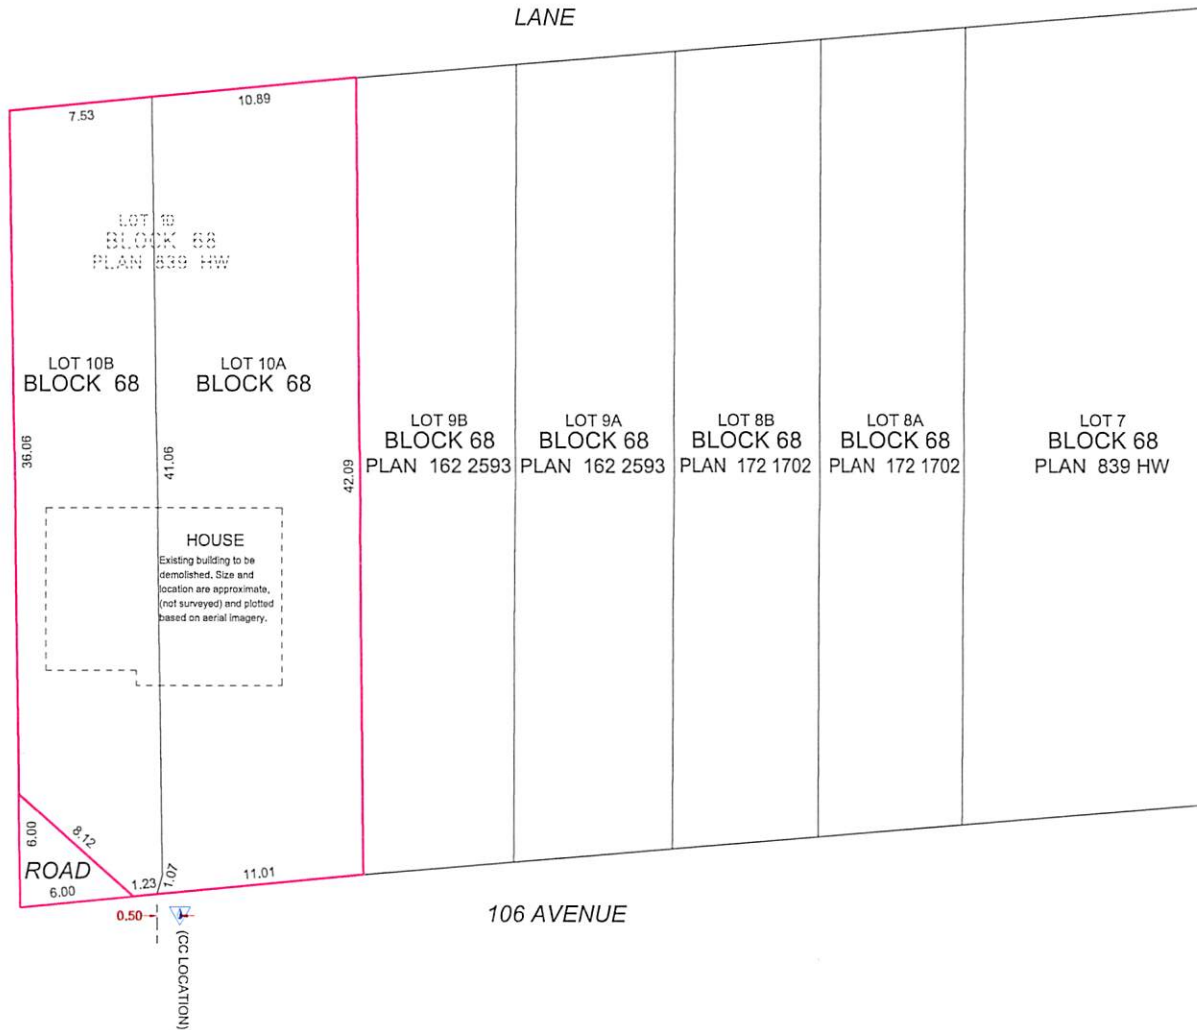 LANE
7.53
10.89
LOT 10
BLOCK 68
PLAN 839 HW
LOT 10B
BLOCK 68
LOT 10A
BLOCK 68
36.06
41.06
42.09
LOT 9B
BLOCK 68
PLAN 162 2593
LOT 9A
BLOCK 68
PLAN 162 2593
LOT 8B
BLOCK 68
PLAN 172 1702
LOT 8A
BLOCK 68
PLAN 172 1702
LOT 7
BLOCK 68
PLAN 839 HW
HOUSE
Existing building to be
demolished. Size and
location are approximate,
(not surveyed) and plotted
based on aerial imagery.
6.00
8.12
ROAD
6.00
1.23
1.07
11.01
0.50
(CC LOCATION)
106 AVENUE